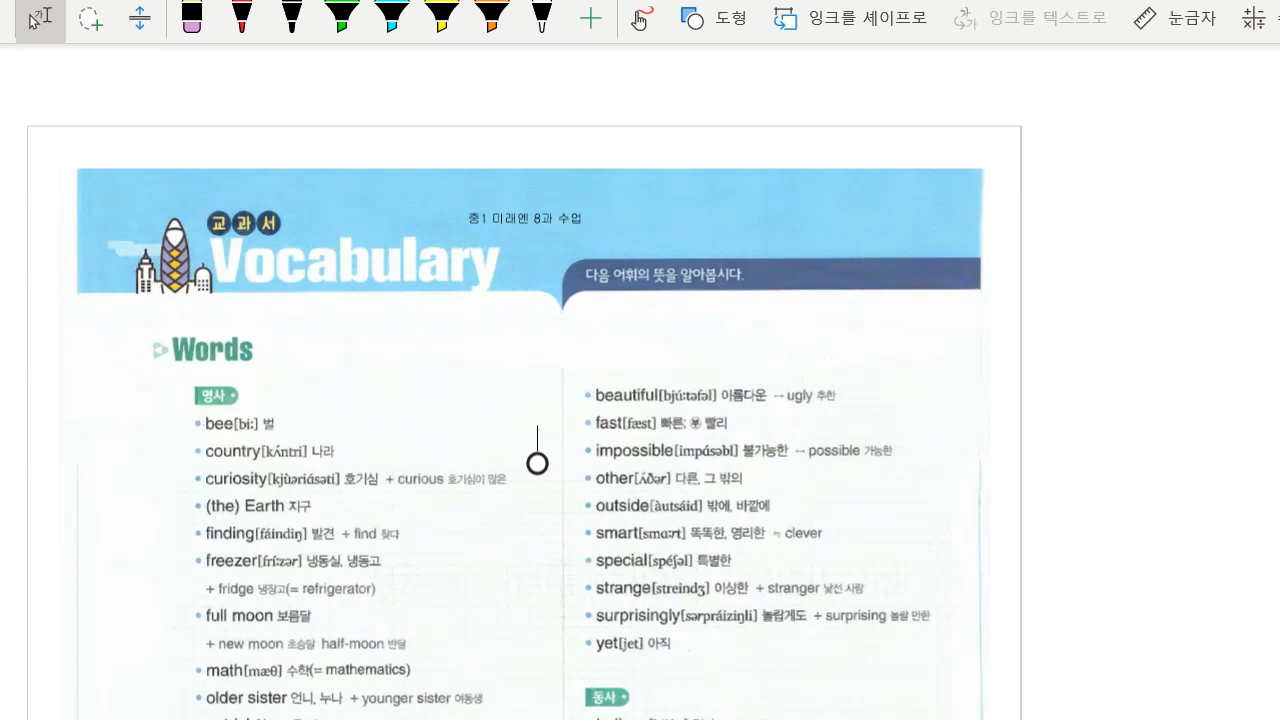 가
도형
잉크를 셰이프로
가
잉크를 텍스트로
눈금자
교과서
중1 미래엔 8과 수업
Vocabulary
다음 어휘의 뜻을 알아봅시다.
Words
명사
bee[biː] 벌
country[kʌ́ntri] 나라
curiosity[kjùəriásəti] 호기심 + curious 호기심이 많은
(the) Earth 지구
finding[fáindiŋ] 발견 + find 찾다
freezer[fríːzər] 냉동실, 냉동고
+ fridge 냉장고(= refrigerator)
full moon 보름달
+ new moon 초승달 half-moon 반달
math[mæθ] 수학(= mathematics)
older sister 언니, 누나 + younger sister 여동생
beautiful[bjúːtəfəl] 아름다운 ↔ ugly 추한
fast[fæst] 빠른; 부 빨리
impossible[impásəbl] 불가능한 ↔ possible 가능한
other[ʌ́ðər] 다른, 그 밖의
outside[àutsáid] 밖에, 바깥에
smart[smɑːrt] 똑똑한, 영리한 ≒ clever
special[spéʃəl] 특별한
strange[streindʒ] 이상한 + stranger 낯선 사람
surprisingly[sərpráiziŋli] 놀랍게도 + surprising 놀랄 만한
yet[jet] 아직
동사